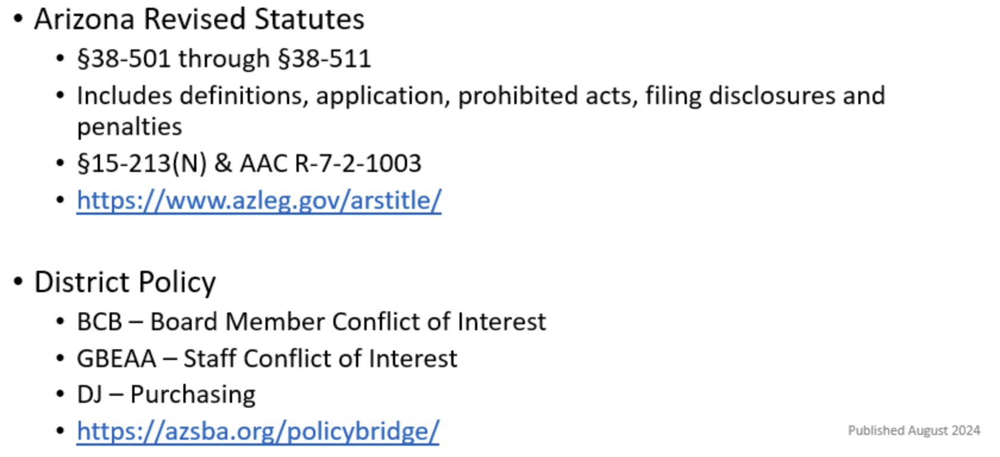 • Arizona Revised Statutes
• §38-501 through §38-511
• Includes definitions, application, prohibited acts, filing disclosures and
penalties
• §15-213(N) & AAC R-7-2-1003
• https://www.azleg.gov/arstitle/
• District Policy
• BCB – Board Member Conflict of Interest
• GBEAA – Staff Conflict of Interest
• DJ – Purchasing
• https://azsba.org/policybridge/
Published August 2024